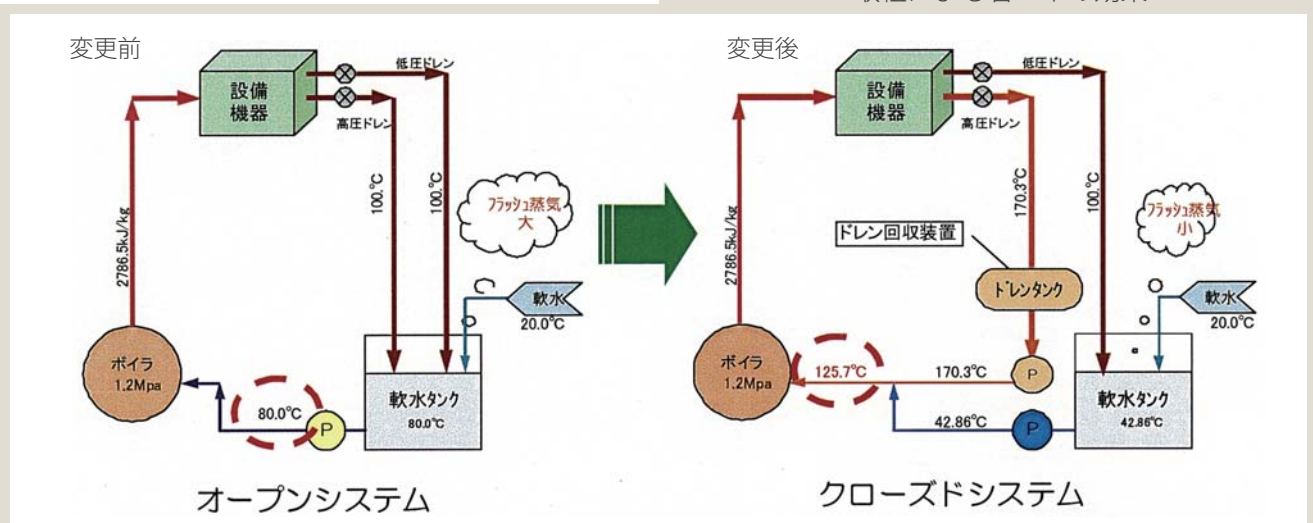 変更前
設備
機器
低圧ドレン
高圧ドレン
2786.5kJ/kg
100.℃
100.℃
フラッシュ蒸気
大
軟水
20.0℃
ボイラ
1.2Mpa
80.0℃
P
軟水タンク
80.0℃
オープンシステム
変更後
設備
機器
低圧ドレン
高圧ドレン
2786.5kJ/kg
170.3℃
100.℃
フラッシュ蒸気
小
ドレン回収装置
ドレンタンク
軟水
20.0℃
ボイラ
1.2Mpa
125.7℃
170.3℃
P
42.86℃
P
軟水タンク
42.86℃
クローズドシステム